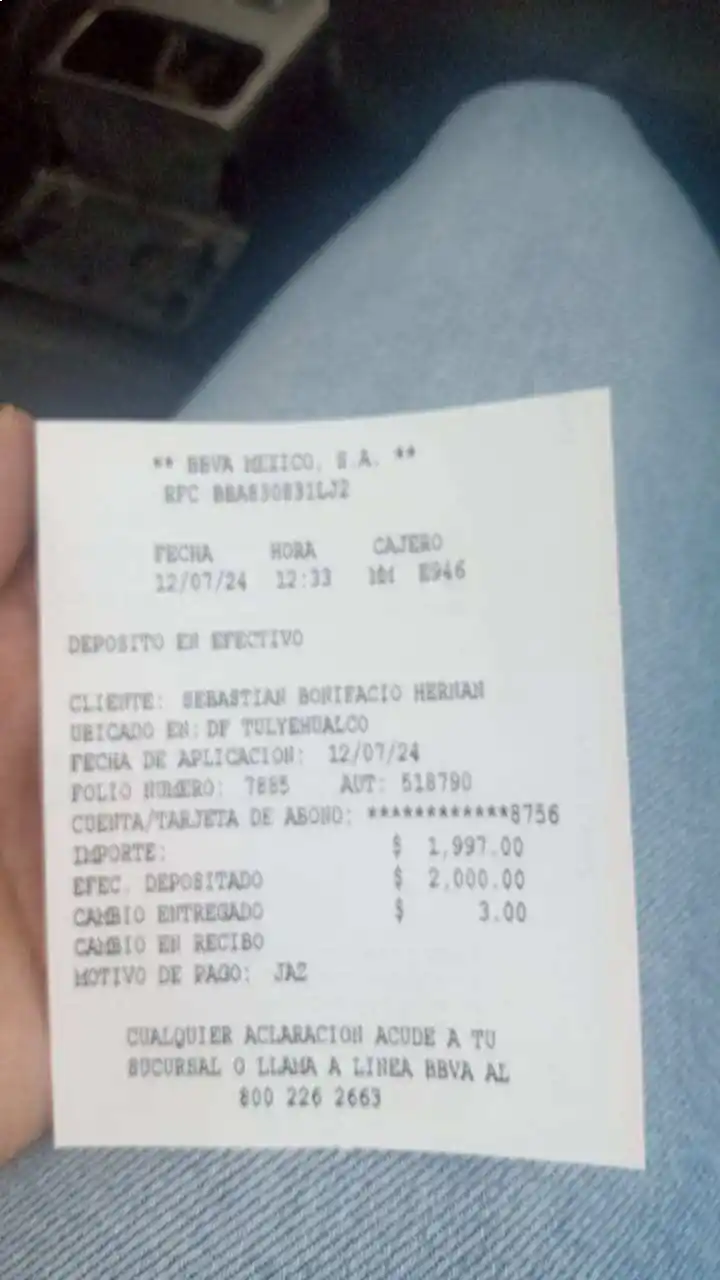 ** BBVA MEXICO, S.A. **
RFC BBA830831LJ2
FECHA HORA CAJERO
12/07/24 12:33 E946
DEPOSITO EN EFECTIVO
CLIENTE: SEBASTIAN BONIFACIO HERNAN
UBICADO EN: DF TULYEHUALCO
FECHA DE APLICACION: 12/07/24
FOLIO NUMERO: 7885 AUT: 518790
CUENTA/TARJETA DE ABONO: ************8756
IMPORTE: $ 1,997.00
EFEC. DEPOSITADO $ 2,000.00
CAMBIO ENTREGADO $ 3.00
CAMBIO EN RECIBO
MOTIVO DE PAGO: JAZ
CUALQUIER ACLARACION ACUDE A TU
SUCURSAL O LLAMA A LINEA BBVA AL
800 226 2663